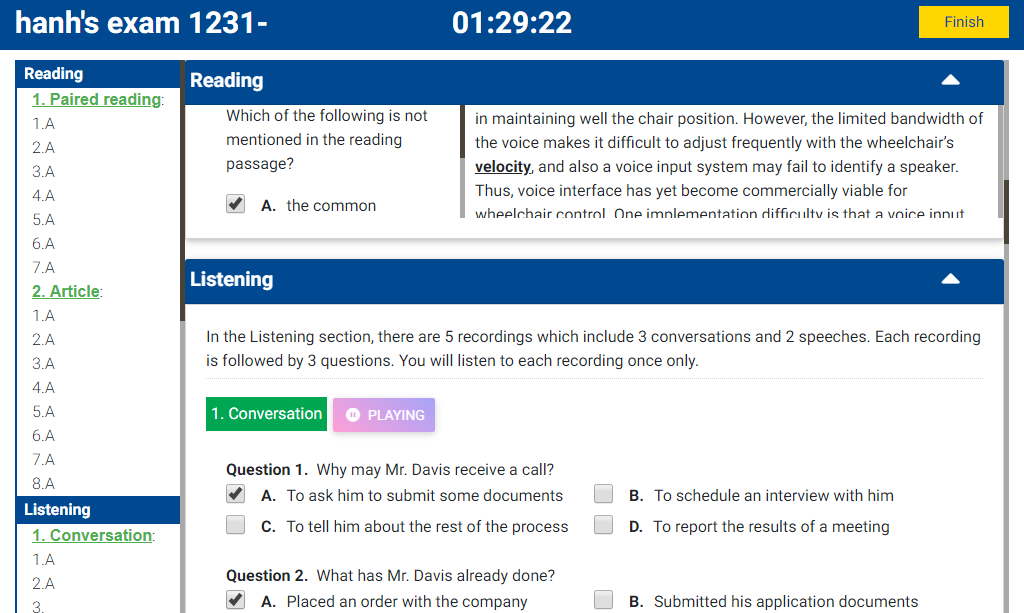 hanh's exam 1231-
01:29:22
Finish
Reading
1. Paired reading:
1.A
2.A
3.A
4.A
5.A
6.A
7.A
2. Article:
1.A
2.A
3.A
4.A
5.A
6.A
7.A
8.A
Listening
1. Conversation:
1.A
2.A
3.
Reading
Which of the following is not
mentioned in the reading
passage?
A. the common
in maintaining well the chair position. However, the limited bandwidth of
the voice makes it difficult to adjust frequently with the wheelchair’s
velocity, and also a voice input system may fail to identify a speaker.
Thus, voice interface has yet become commercially viable for
wheelchair control. One implementation difficulty is that a voice input
Listening
In the Listening section, there are 5 recordings which include 3 conversations and 2 speeches. Each recording
is followed by 3 questions. You will listen to each recording once only.
1. Conversation
PLAYING
Question 1. Why may Mr. Davis receive a call?
A. To ask him to submit some documents
B. To schedule an interview with him
C. To tell him about the rest of the process
D. To report the results of a meeting
Question 2. What has Mr. Davis already done?
A. Placed an order with the company
B. Submitted his application documents